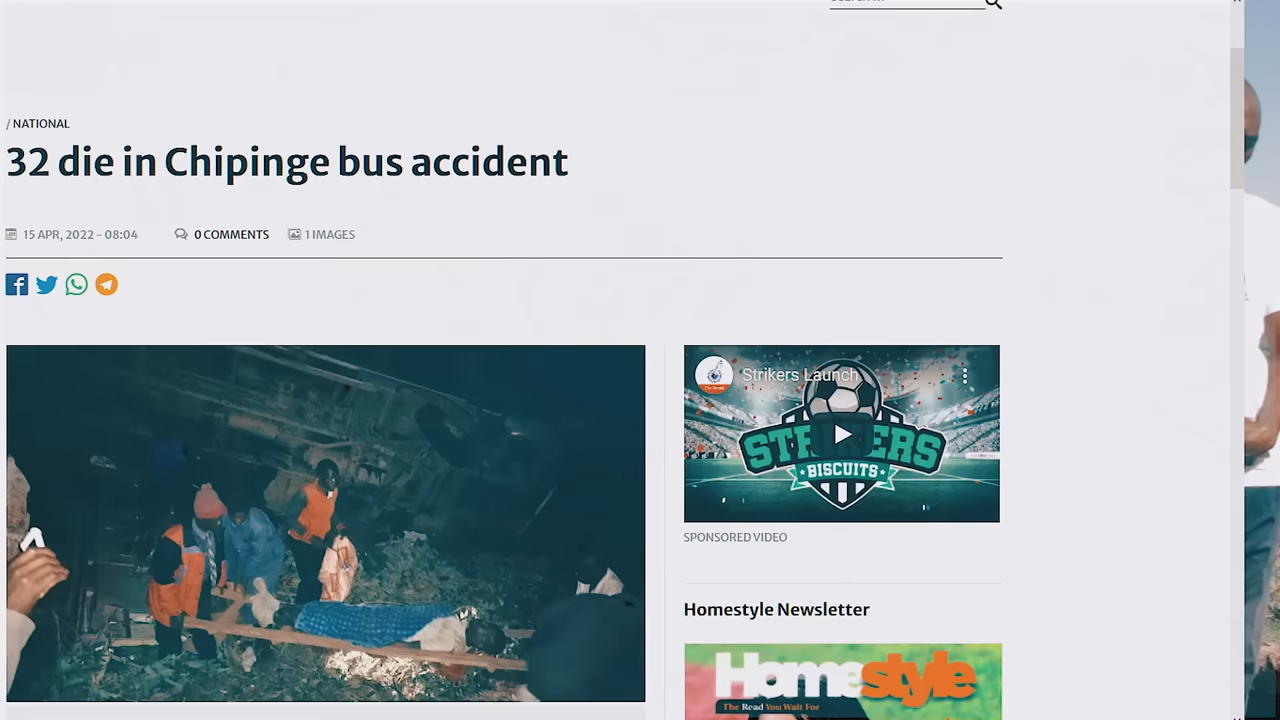 / NATIONAL
32 die in Chipinge bus accident
15 APR, 2022 - 08:04
0 COMMENTS
1 IMAGES
Strikers Launch
BISCUITS
SPONSORED VIDEO
Homestyle Newsletter
Homestyle
The Read You Wait For